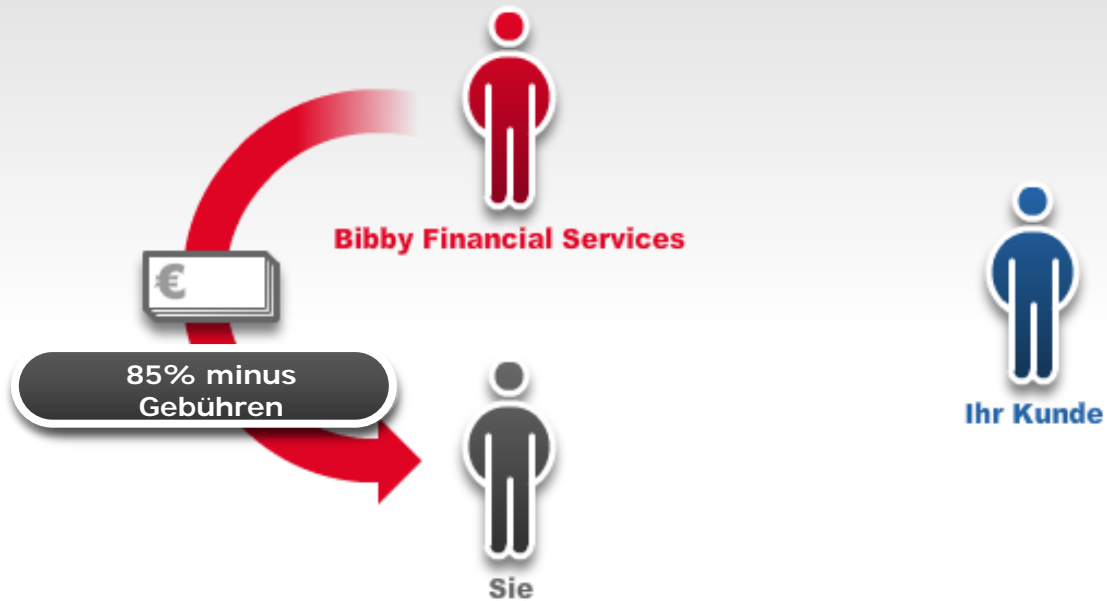 Bibby Financial Services
€
85% minus
Gebühren
Ihr Kunde
Sie